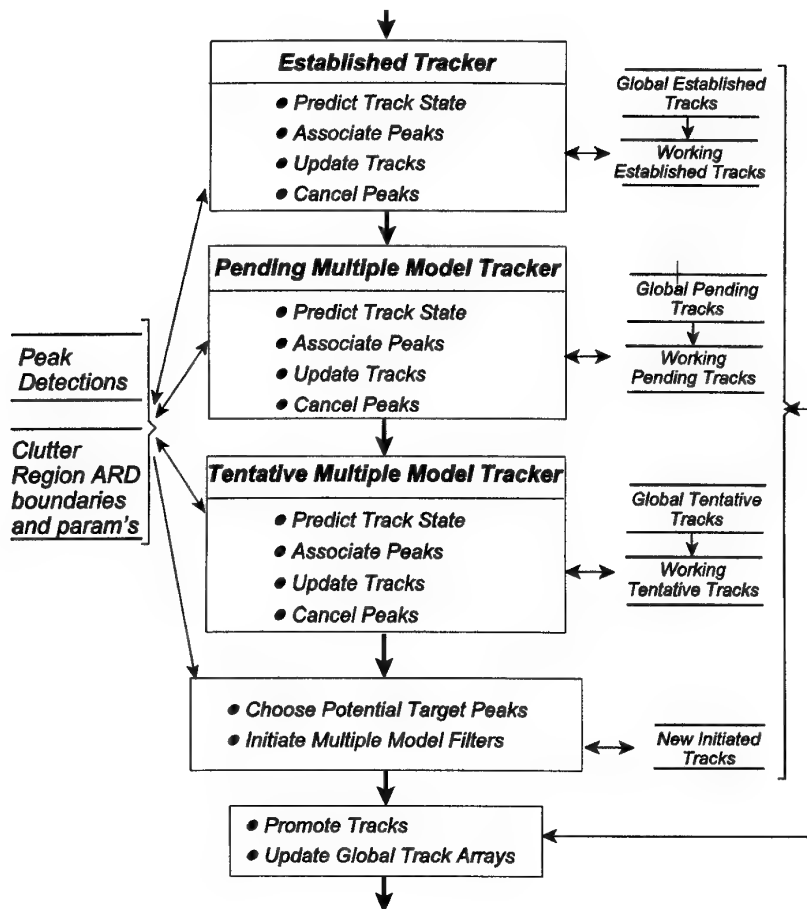 Established Tracker
● Predict Track State
● Associate Peaks
● Update Tracks
● Cancel Peaks
Global Established
Tracks
Working
Established Tracks
Pending Multiple Model Tracker
● Predict Track State
● Associate Peaks
● Update Tracks
● Cancel Peaks
Global Pending
Tracks
Working
Pending Tracks
Peak
Detections
Clutter
Region ARD
boundaries
and param's
Tentative Multiple Model Tracker
● Predict Track State
● Associate Peaks
● Update Tracks
● Cancel Peaks
Global Tentative
Tracks
Working
Tentative Tracks
● Choose Potential Target Peaks
● Initiate Multiple Model Filters
New Initiated
Tracks
● Promote Tracks
● Update Global Track Arrays